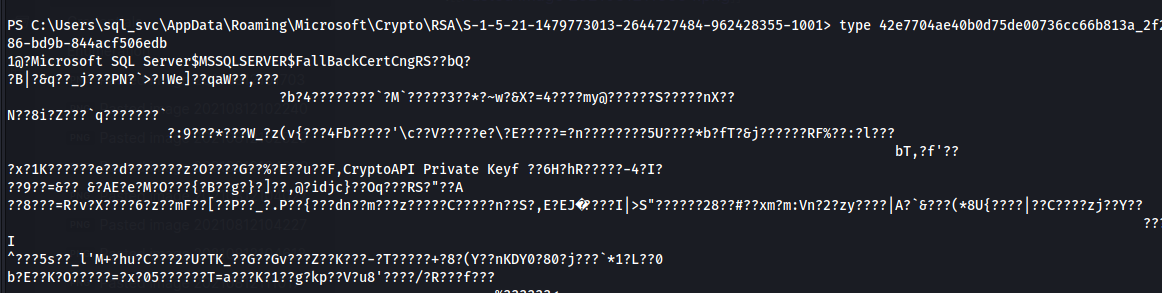 PS C:\Users\sql_svc\AppData\Roaming\Microsoft\Crypto\RSA\S-1-5-21-1479773013-2644727484-962428355-1001> type 42e7704ae40b0d75de00736cc66b813a_2f2
86-bd9b-844acf506edb
1@?Microsoft SQL Server$MSSQLSERVER$FallBackCertCngRS??bQ?
?B|?&q??_j???PN?`>?!We]??qaW??,???
?b?4????????`?M`?????3??*?~w?&X?=4????my@??????S?????nX??
N??8i?Z???`q???????`
?:9???*???W_?z(v{???4Fb?????'\c??V?????e?\?E?????=?n????????5U????*b?fT?&j??????RF%??:?l???
bT,?f'??
?x?1K??????e??d???????z?O????G??%?E??u??F,CryptoAPI Private Keyf ??6H?hR?????-4?I?
??9??=&?? &?AE?e?M?O???{?B??g?}?]??,@?idjc}??Oq???RS?"??A
??8???=R?v?X????6?z??mF??[??P??_?.P??{???dn??m???z?????C?????n??S?,E?EJ�?????I|>S"??????28??#??xm?m:Vn?2?zy????|A?`&???(*8U{????|??C????zj??Y??
??
I
^???5s??_l'M+?hu?C???2?U?TK_??G??Gv???Z??K???-?T?????+?8?(Y??nKDY0?80?j???`*1?L??0
b?E??K?O?????=?x?05??????T=a???K?1??g?kp??V?u8'????/?R???f???